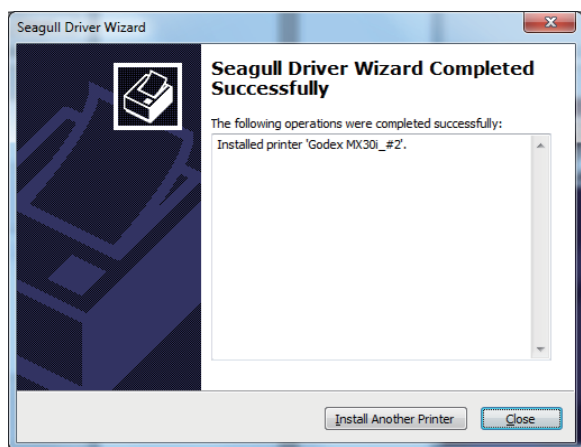 Seagull Driver Wizard
Seagull Driver Wizard Completed
Successfully
The following operations were completed successfully:
Installed printer 'Godex MX30i_#2'.
Install Another Printer
Close